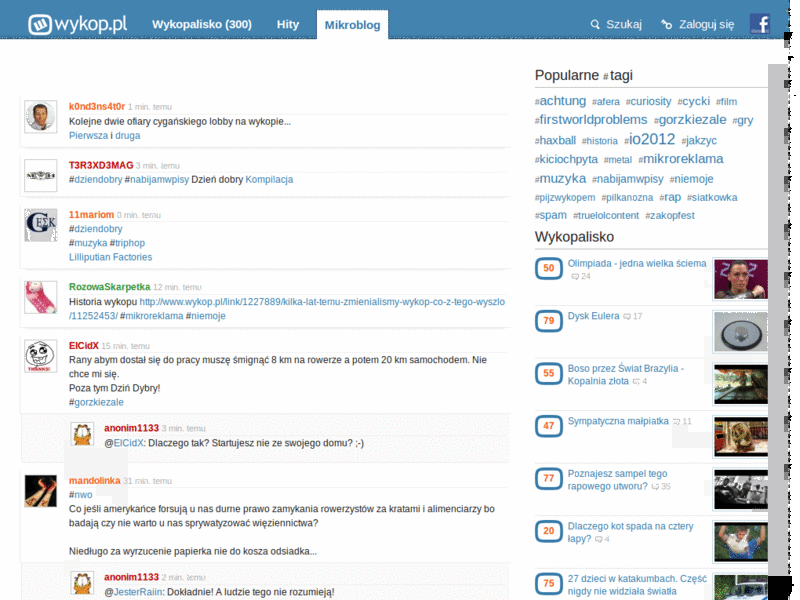 wykop.pl Wykopalisko (300) Hity Mikroblog Szukaj Zaloguj się f
k0nd3ns4t0r 1 min. temu
Kolejne dwie ofiary cygańskiego lobby na wykopie...
Pierwsza i druga
T3R3XD3MAG 3 min. temu
#dziendobry #nabijamwpisy Dzień dobry Kompilacja
11mariom 0 min. temu
#dziendobry
#muzyka #triphop
Lilliputian Factories
RozowaSkarpetka 12 min. temu
Historia wykopu http://www.wykop.pl/link/1227889/kilka-lat-temu-zmienialismy-wykop-co-z-tego-wyszlo
/11252453/ #mikroreklama #niemoje
ElCidX 15 min. temu
Rany abym dostał się do pracy muszę śmignąć 8 km na rowerze a potem 20 km samochodem. Nie
chce mi się.
Poza tym Dziń Dybry!
#gorzkiezale
anonim1133 3 min. temu
@ElCidX: Dlaczego tak? Startujesz nie ze swojego domu? ;-)
mandolinka 31 min. temu
#nwo
Co jeśli amerykańce forsują u nas durne prawo zamykania rowerzystów za kratami i alimenciarzy bo
badają czy nie warto u nas sprywatyzować więziennictwa?
Niedługo za wyrzucenie papierka nie do kosza odsiadka...
anonim1133 2 min. temu
@JesterRaiin: Dokładnie! A ludzie tego nie rozumieją!
Popularne #tagi
#achtung #afera #curiosity #cycki #film
#firstworldproblems #gorzkiezale #gry
#haxball #historia #io2012 #jakzyc
#kiciochpyta #metal #mikroreklama
#muzyka #nabijamwpisy #niemoje
#pijzwykopem #pilkanozna #rap #siatkowka
#spam #truelolcontent #zakopfest
Wykopalisko
50 Olimpiada - jedna wielka ściema
24
79 Dysk Eulera 17
55 Boso przez Świat Brazylia -
Kopalnia złota 4
47 Sympatyczna małpiatka 11
77 Poznajesz sampel tego
rapowego utworu? 35
20 Dlaczego kot spada na cztery
łapy? 4
75 27 dzieci w katakumbach. Część
nigdy nie widziała światła